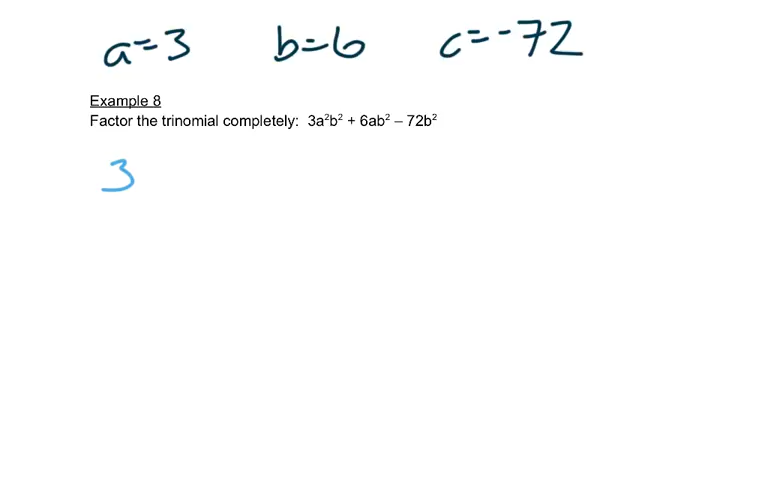 a=3 b=6 c=-72
Example 8
Factor the trinomial completely: 3a²b² + 6ab² – 72b²
3